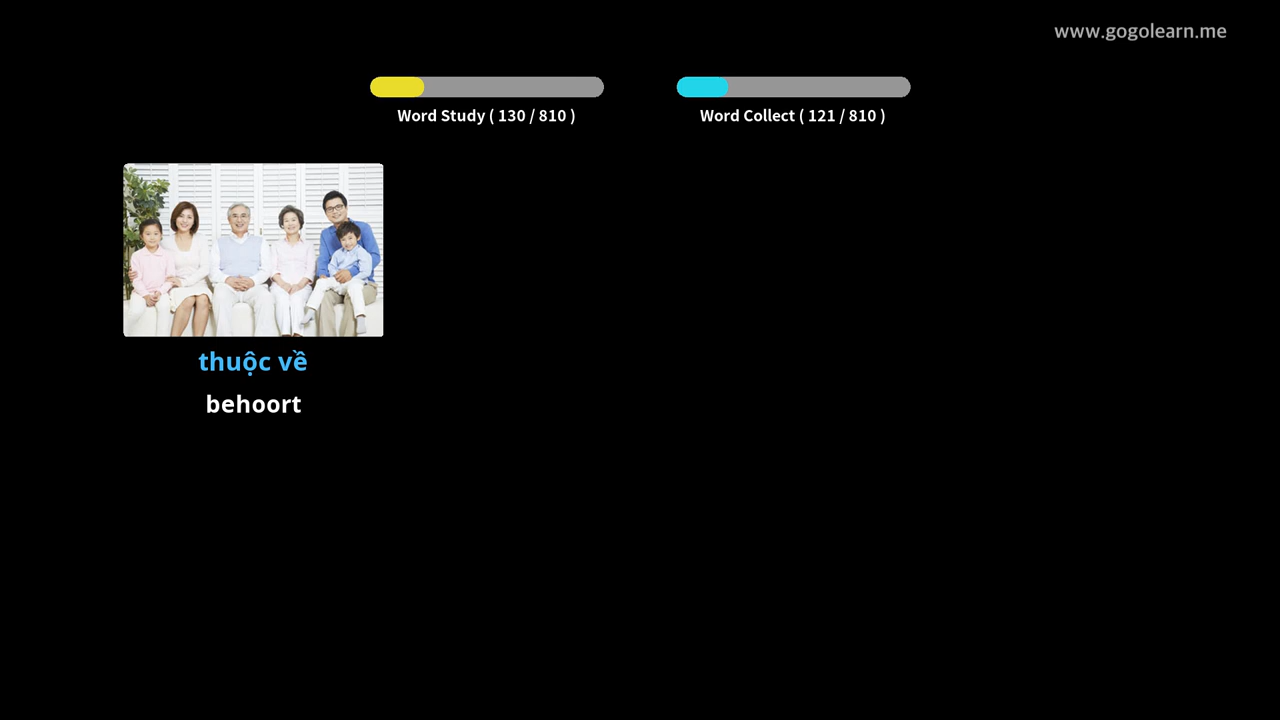 www.gogolearn.me
Word Study ( 130 / 810 )
Word Collect ( 121 / 810 )
thuộc về
behoort